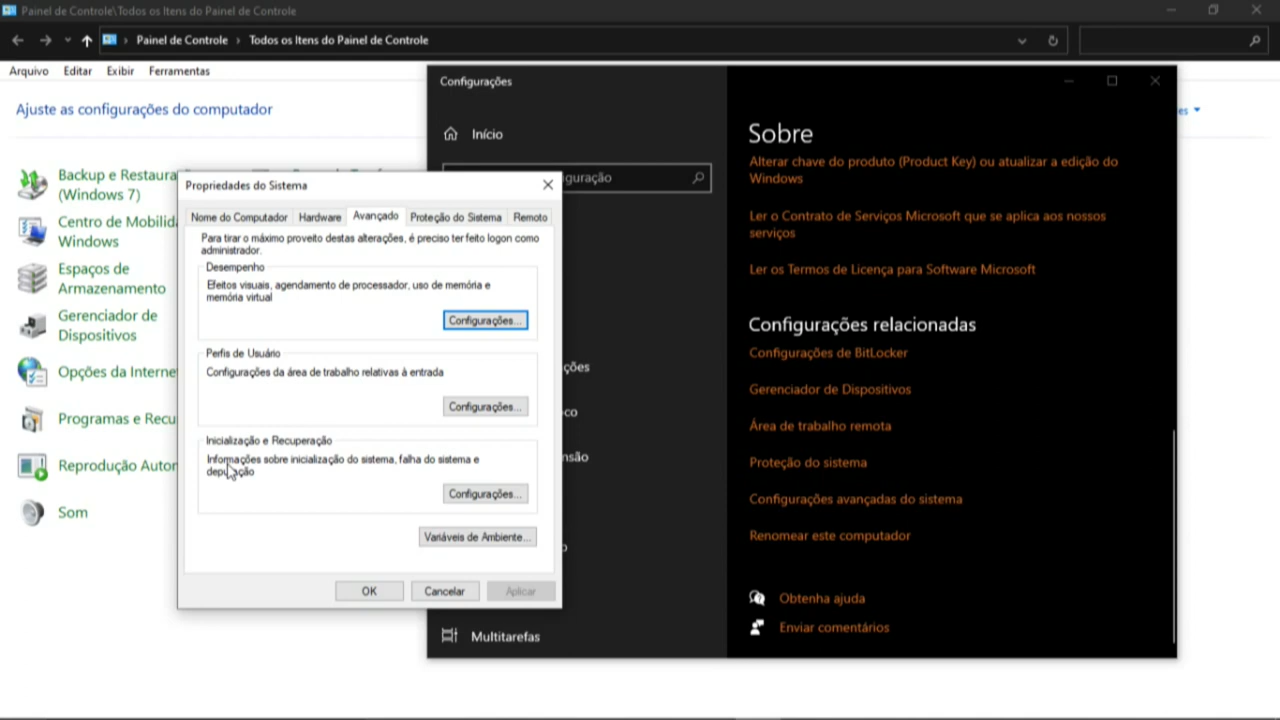 Painel de Controle\Todos os Itens do Painel de Controle
Painel de Controle › Todos os Itens do Painel de Controle
Arquivo Editar Exibir Ferramentas
Ajuste as configurações do computador
Backup e Restaura
(Windows 7)
Centro de Mobilid
Windows
Espaços de
Armazenamento
Gerenciador de
Dispositivos
Opções da Interne
Programas e Recu
Reprodução Auton
Som
Propriedades do Sistema
Nome do Computador Hardware Avançado Proteção do Sistema Remoto
Para tirar o máximo proveito destas alterações, é preciso ter feito logon como
administrador.
Desempenho
Efeitos visuais, agendamento de processador, uso de memória e
memória virtual
Configurações...
Perfis de Usuário
Configurações da área de trabalho relativas à entrada
Configurações...
Inicialização e Recuperação
Informações sobre inicialização do sistema, falha do sistema e
depuração
Configurações...
Variáveis de Ambiente...
OK Cancelar Aplicar
Configurações
Início
guração
ções
co
nsão
Multitarefas
Sobre
Alterar chave do produto (Product Key) ou atualizar a edição do
Windows
Ler o Contrato de Serviços Microsoft que se aplica aos nossos
serviços
Ler os Termos de Licença para Software Microsoft
Configurações relacionadas
Configurações de BitLocker
Gerenciador de Dispositivos
Área de trabalho remota
Proteção do sistema
Configurações avançadas do sistema
Renomear este computador
Obtenha ajuda
Enviar comentários
es